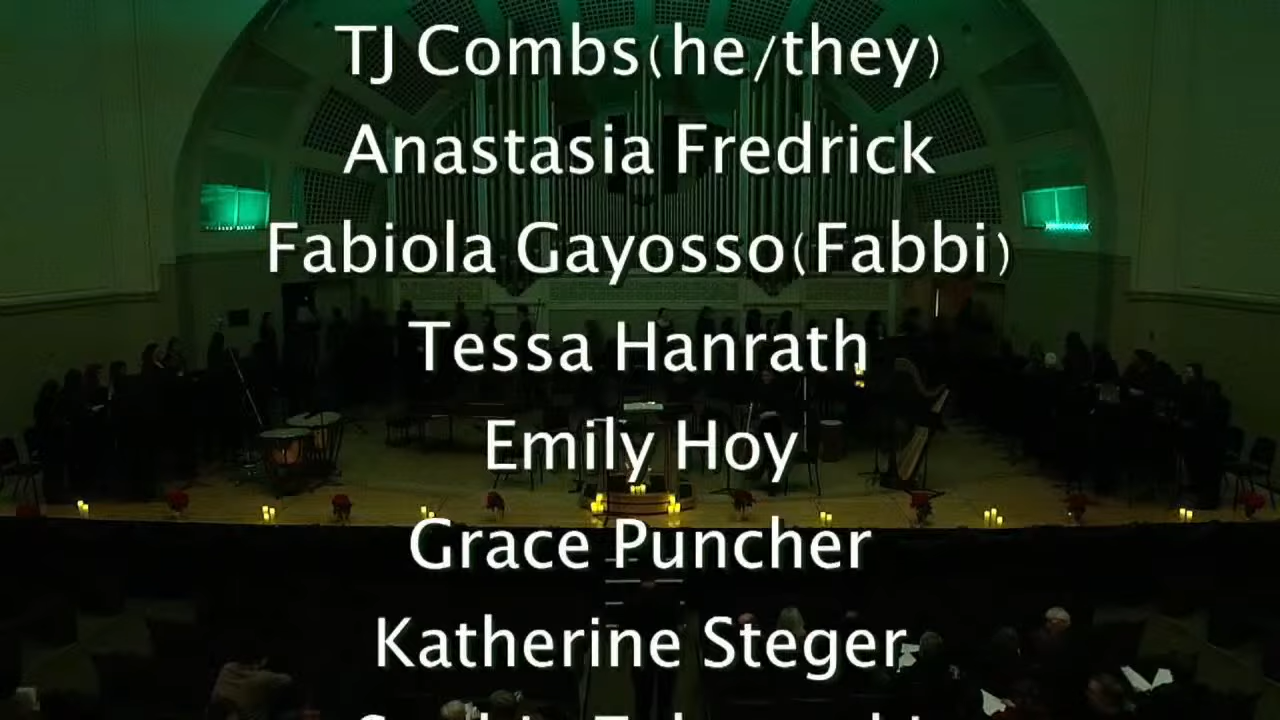 TJ Combs(he/they)
Anastasia Fredrick
Fabiola Gayosso(Fabbi)
Tessa Hanrath
Emily Hoy
Grace Puncher
Katherine Steger